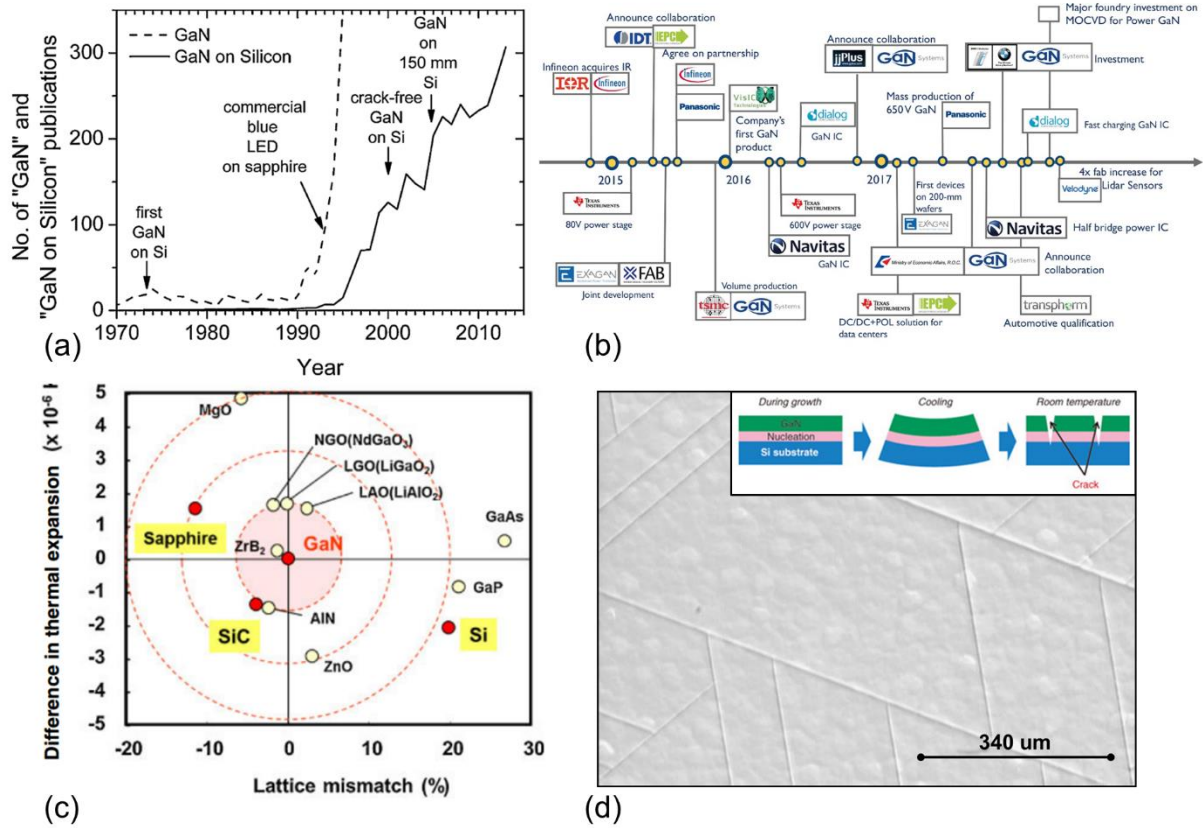 No. of "GaN" and
"GaN on Silicon" publications
300
200
100
0
GaN
GaN on Silicon
first
GaN
on Si
commercial
blue
LED
on sapphire
crack-free
GaN
on Si
GaN
on
150 mm
Si
1970
1980
1990
2000
2010
Year
(a)
Announce collaboration
IDT
EPC
Agree on partnership
Infineon acquires IR
IOR
Infineon
Infineon
Panasonic
VisIC
Technologies
Company's
first GaN
product
dialog
GaN IC
Announce collaboration
jjPlus
GaN Systems
Mass production of
650V GaN
Panasonic
Major foundry investment on
MOCVD for Power GaN
GaN Systems
Investment
dialog
Fast charging GaN IC
2015
2016
2017
TEXAS
INSTRUMENTS
80V power stage
EXAGAN
FAB
Joint development
tsmc
GaN Systems
Volume production
TEXAS
INSTRUMENTS
600V power stage
Navitas
GaN IC
First devices
on 200-mm
wafers
EXAGAN
Ministry of Economic Affairs, R.O.C.
GaN Systems
Announce
collaboration
TEXAS
INSTRUMENTS
EPC
DC/DC+POL solution for
data centers
4x fab increase for
Lidar Sensors
Velodyne
Navitas
Half bridge power IC
transphorm
Automotive qualification
(b)
Difference in thermal expansion (x 10⁻⁶
5
4
3
2
1
0
-1
-2
-3
-4
-5
MgO
NGO(NdGaO₃)
LGO(LiGaO₂)
LAO(LiAlO₂)
GaAs
Sapphire
ZrB₂
GaN
GaP
AlN
SiC
Si
ZnO
-20
-10
0
10
20
30
Lattice mismatch (%)
(c)
During growth
Cooling
Room temperature
GaN
Nucleation
Si substrate
Crack
340 um
(d)